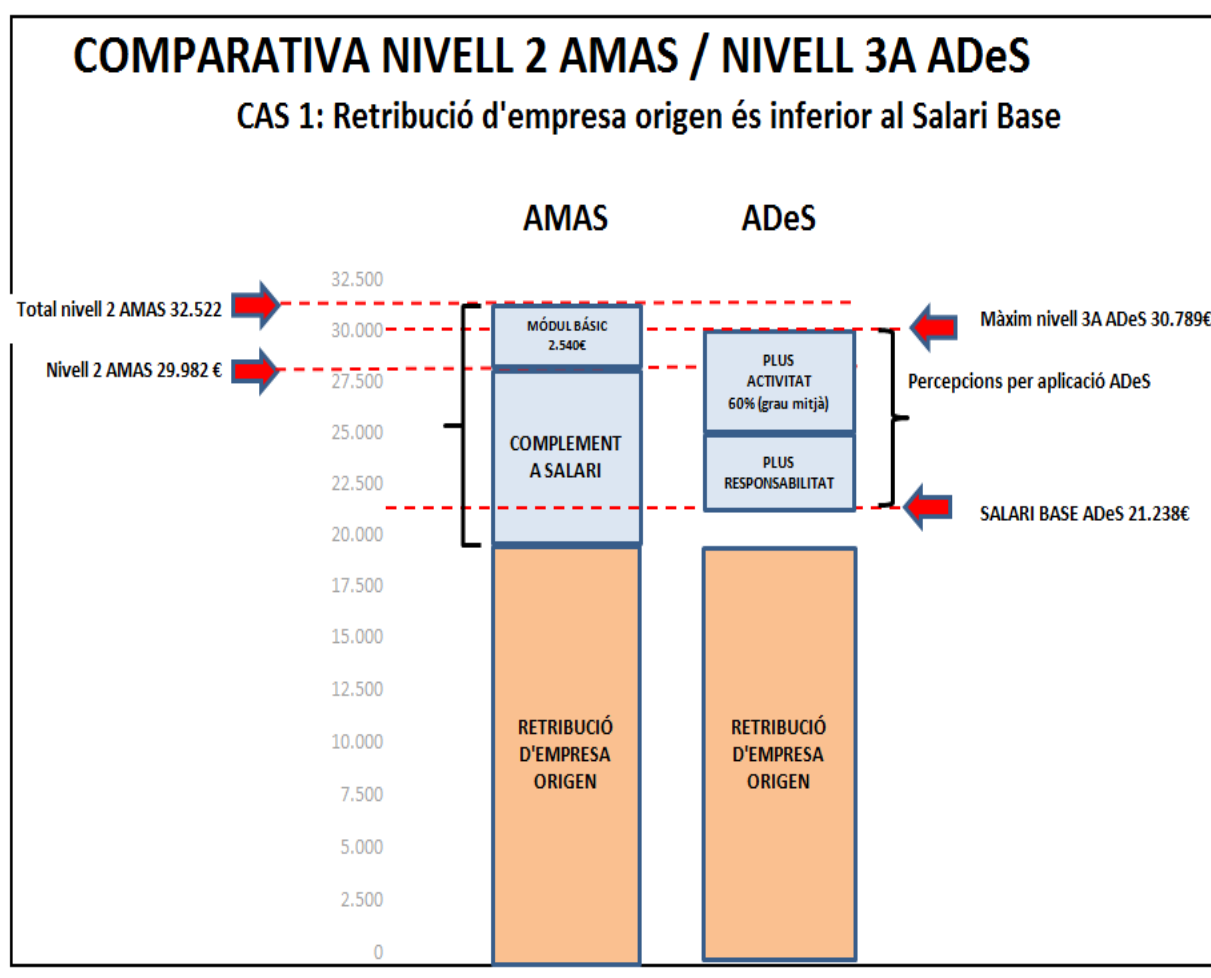 COMPARATIVA NIVELL 2 AMAS / NIVELL 3A ADeS
CAS 1: Retribució d'empresa origen és inferior al Salari Base
AMAS
ADeS
32.500
30.000
27.500
25.000
22.500
20.000
17.500
15.000
12.500
10.000
7.500
5.000
2.500
0
Total nivell 2 AMAS 32.522
Nivell 2 AMAS 29.982 €
MÓDUL BÁSIC
2.540€
COMPLEMENT
A SALARI
RETRIBUCIÓ
D'EMPRESA
ORIGEN
PLUS
ACTIVITAT
60% (grau mitjà)
PLUS
RESPONSABILITAT
RETRIBUCIÓ
D'EMPRESA
ORIGEN
Màxim nivell 3A ADeS 30.789€
Percepcions per aplicació ADeS
SALARI BASE ADeS 21.238€